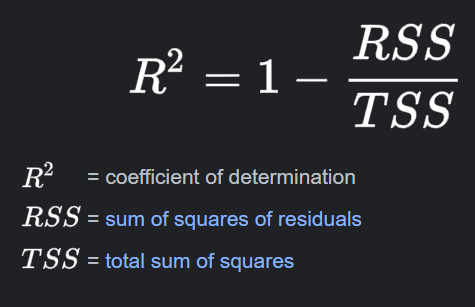 R² = 1 − RSS/TSS
R² = coefficient of determination
RSS = sum of squares of residuals
TSS = total sum of squares